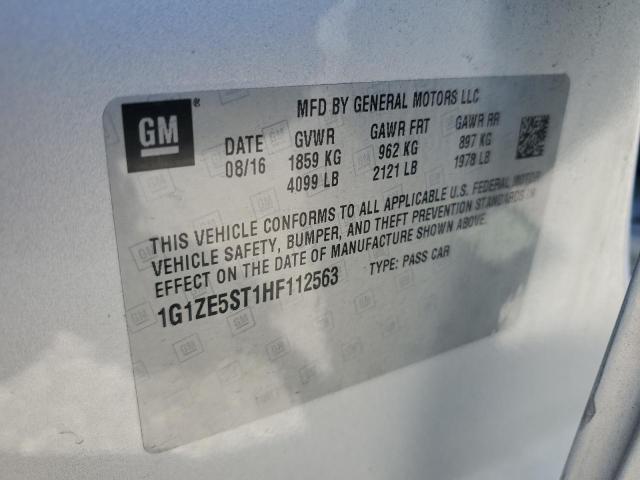 MFD BY GENERAL MOTORS LLC
GM®
DATE GVWR GAWR FRT GAWR RR
08/16 1859 KG 962 KG 897 KG
4099 LB 2121 LB 1978 LB
THIS VEHICLE CONFORMS TO ALL APPLICABLE U.S. FEDERAL MOTOR
VEHICLE SAFETY, BUMPER, AND THEFT PREVENTION STANDARDS IN
EFFECT ON THE DATE OF MANUFACTURE SHOWN ABOVE.
1G1ZE5ST1HF112563 TYPE: PASS CAR